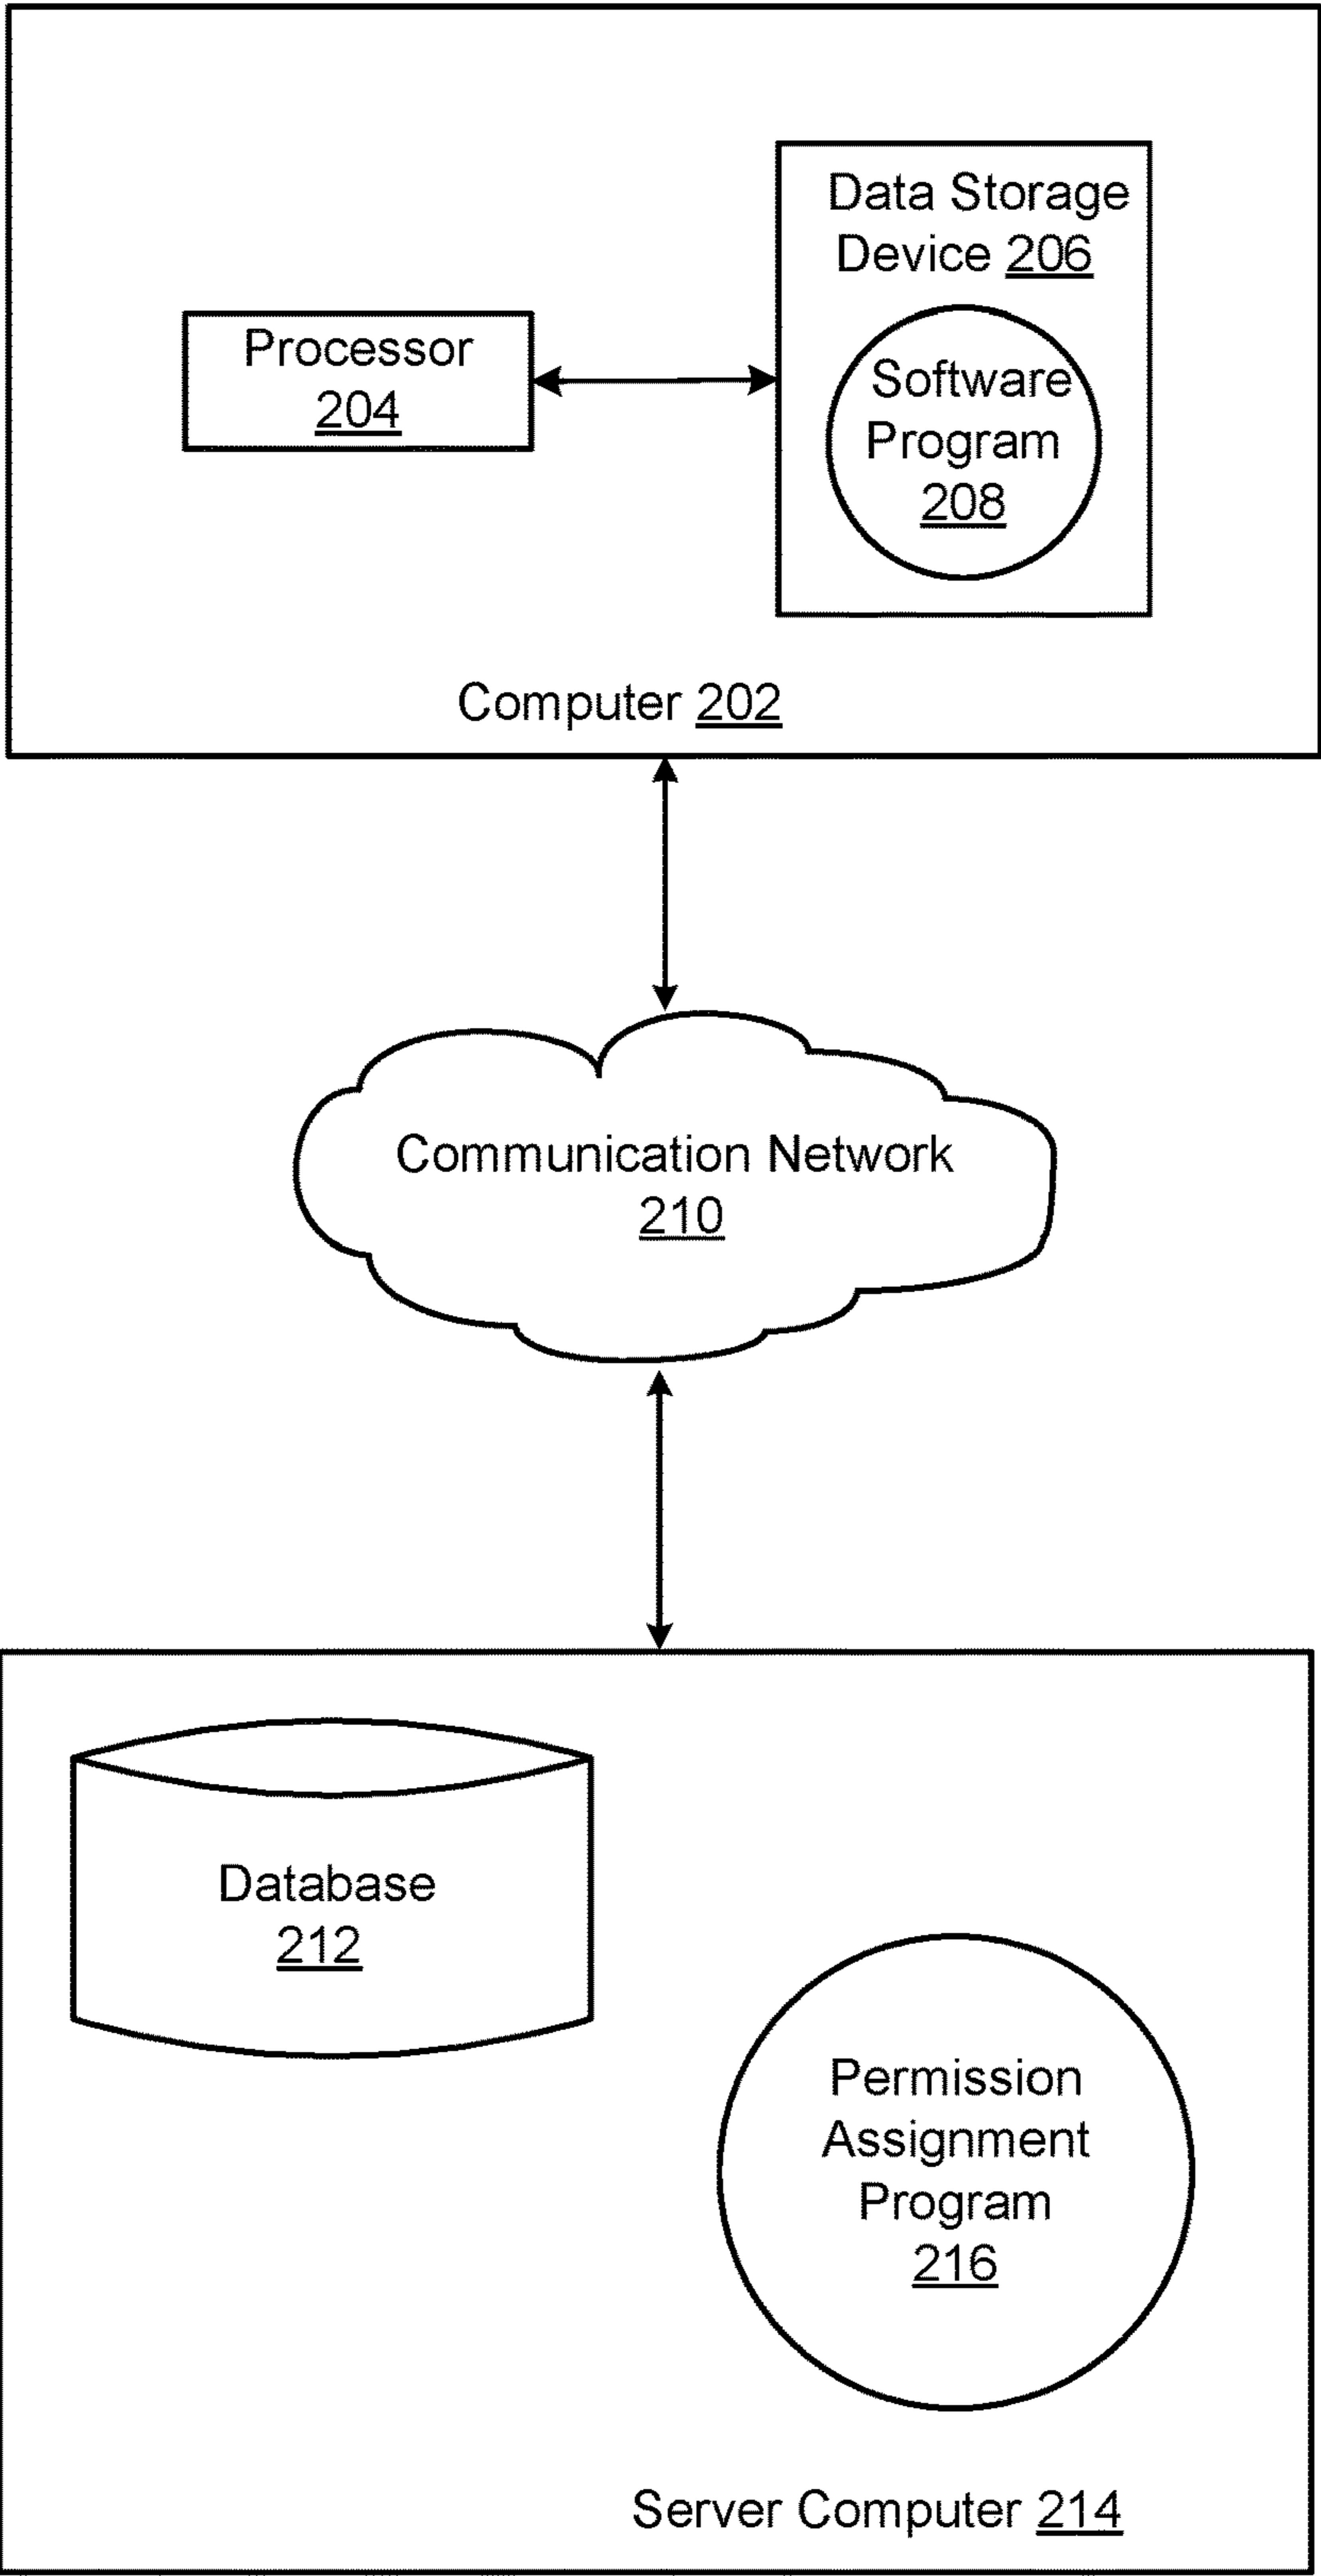 Data Storage
Device 206
Processor
204
Software
Program
208
Computer 202
Communication Network
210
Database
212
Permission
Assignment
Program
216
Server Computer 214